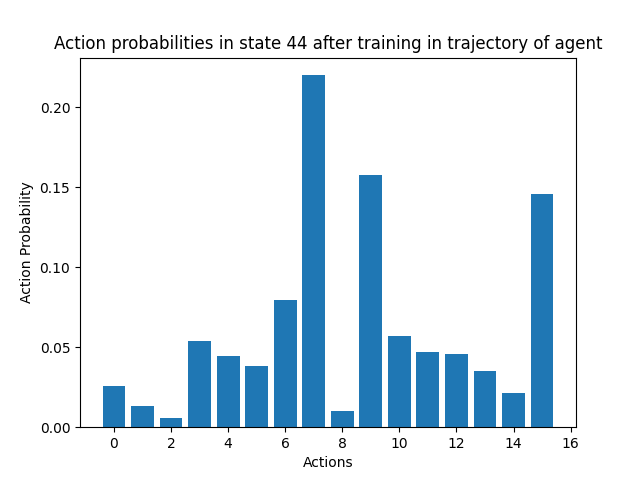 Action probabilities in state 44 after training in trajectory of agent
0.20
0.15
0.10
0.05
0.00
Action Probability
0 2 4 6 8 10 12 14 16
Actions